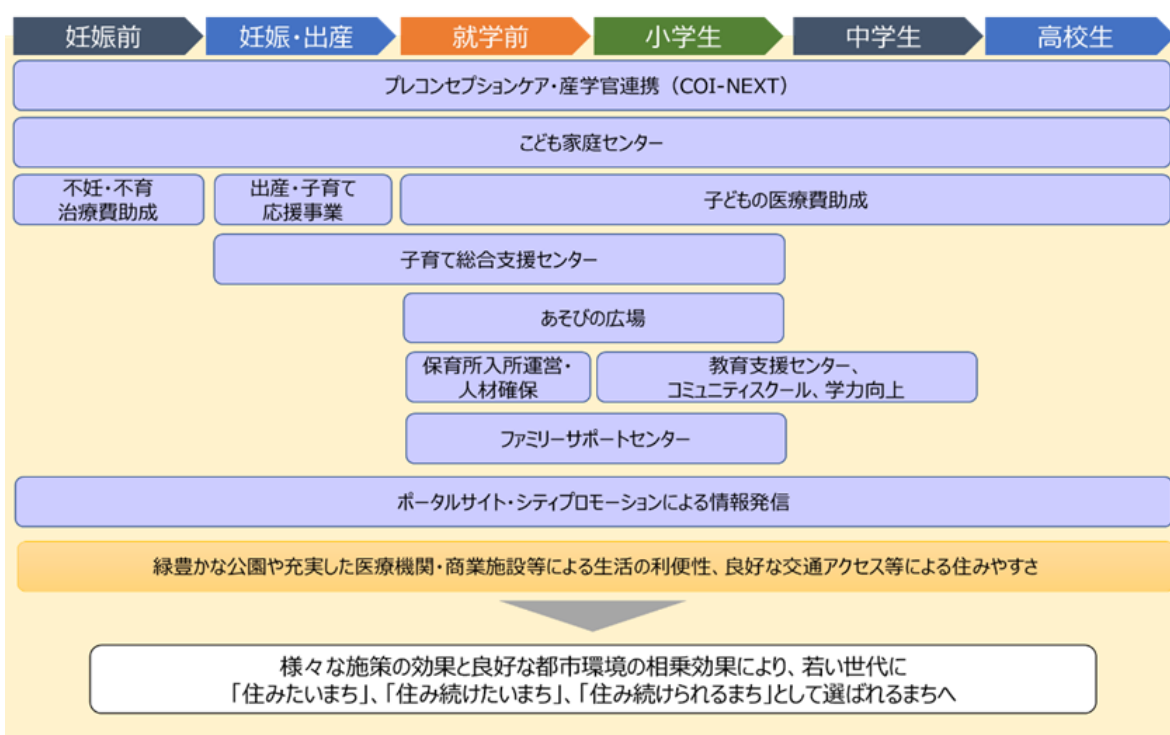 妊娠前
妊娠・出産
就学前
小学生
中学生
高校生
プレコンセプションケア・産学官連携（COI-NEXT）
こども家庭センター
不妊・不育
治療費助成
出産・子育て
応援事業
子どもの医療費助成
子育て総合支援センター
あそびの広場
保育所入所運営・
人材確保
教育支援センター、
コミュニティスクール、学力向上
ファミリーサポートセンター
ポータルサイト・シティプロモーションによる情報発信
緑豊かな公園や充実した医療機関・商業施設等による生活の利便性、良好な交通アクセス等による住みやすさ
様々な施策の効果と良好な都市環境の相乗効果により、若い世代に
「住みたいまち」、「住み続けたいまち」、「住み続けられるまち」として選ばれるまちへ